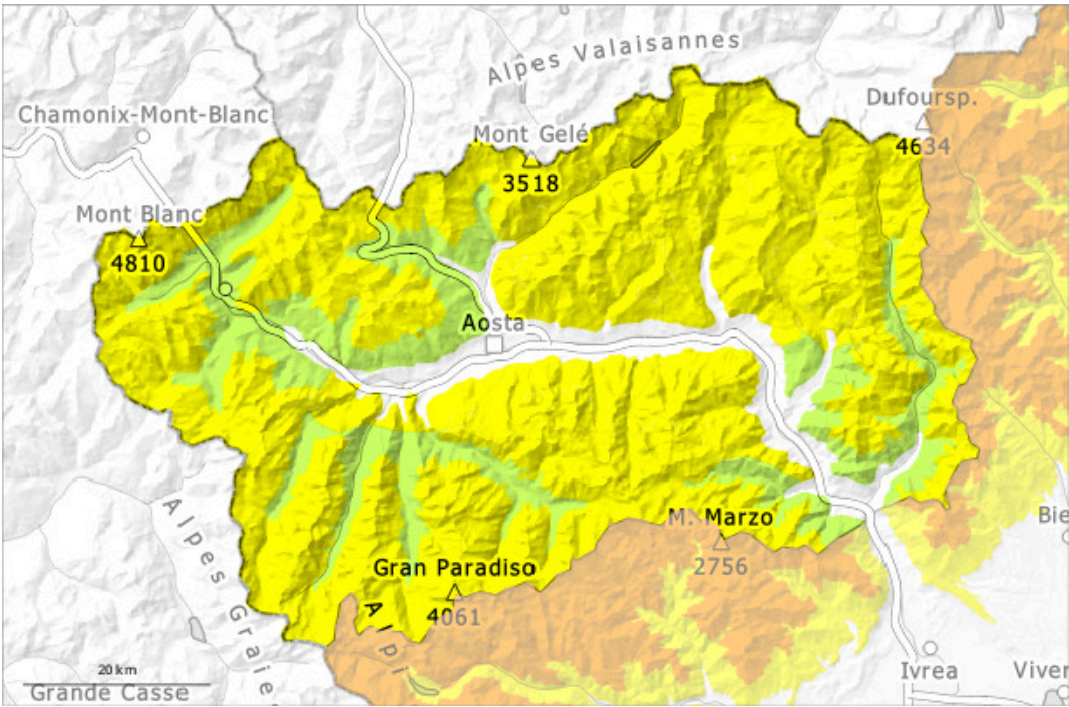 Alpes Valaisannes
Dufoursp.
4634
Chamonix-Mont-Blanc
Mont Gelé
3518
Mont Blanc
4810
Aosta
M. Marzo
2756
Bie
Gran Paradiso
4061
Alpes Graie
Alpi
20 km
Grande Casse
Ivrea
Viver